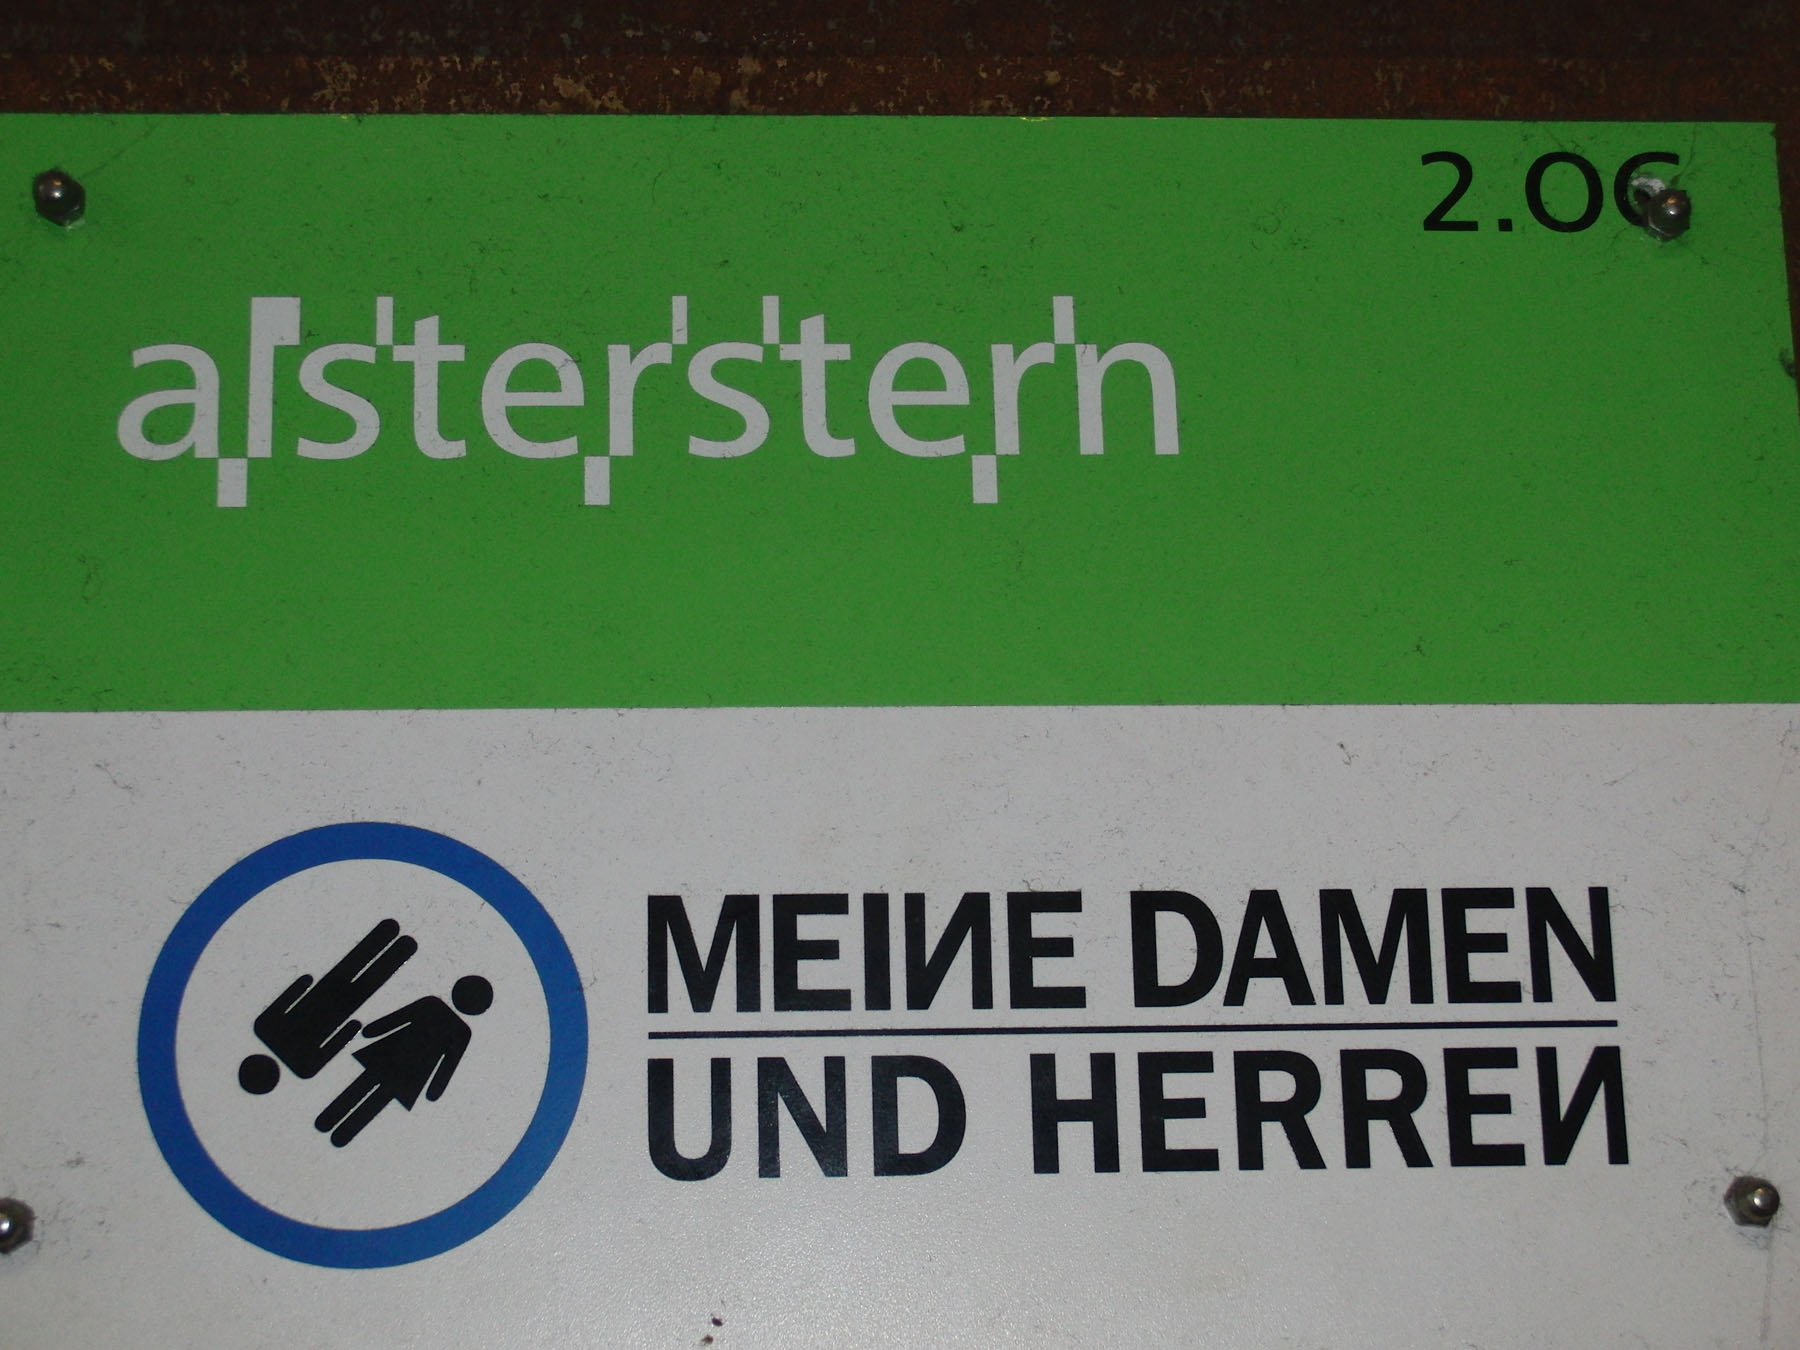 2.06
alsterstern
MEINE DAMEN
UND HERREN